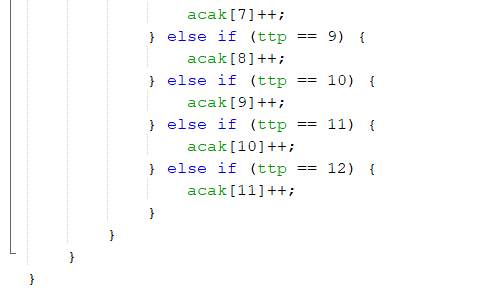 acak[7]++;
} else if (ttp == 9) {
acak[8]++;
} else if (ttp == 10) {
acak[9]++;
} else if (ttp == 11) {
acak[10]++;
} else if (ttp == 12) {
acak[11]++;
}
}
}
}